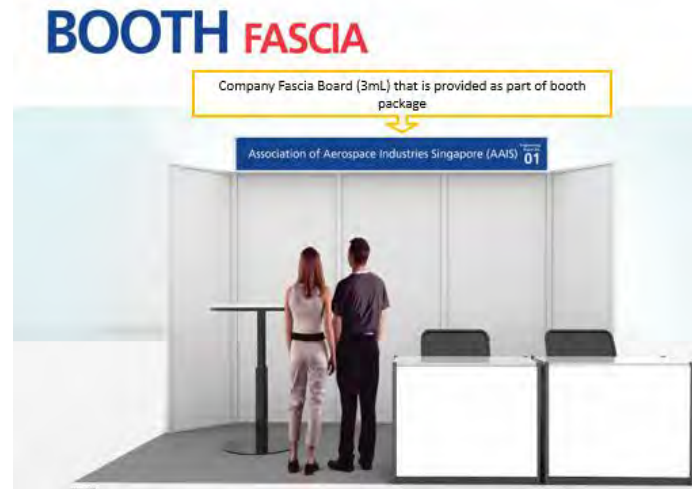 BOOTH FASCIA
Company Fascia Board (3mL) that is provided as part of booth
package
Association of Aerospace Industries Singapore (AAIS)
01